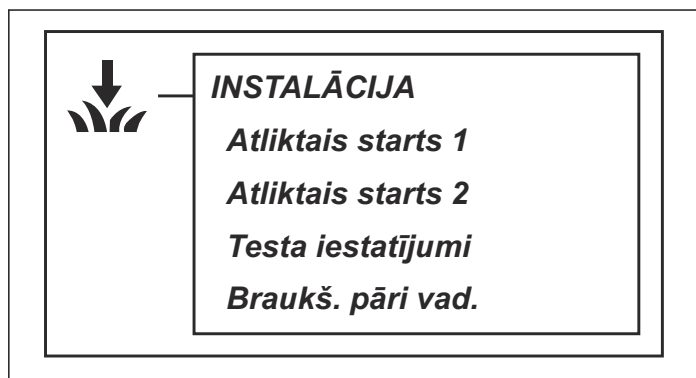 INSTALĀCIJA
Atliktais starts 1
Atliktais starts 2
Testa iestatījumi
Braukš. pāri vad.